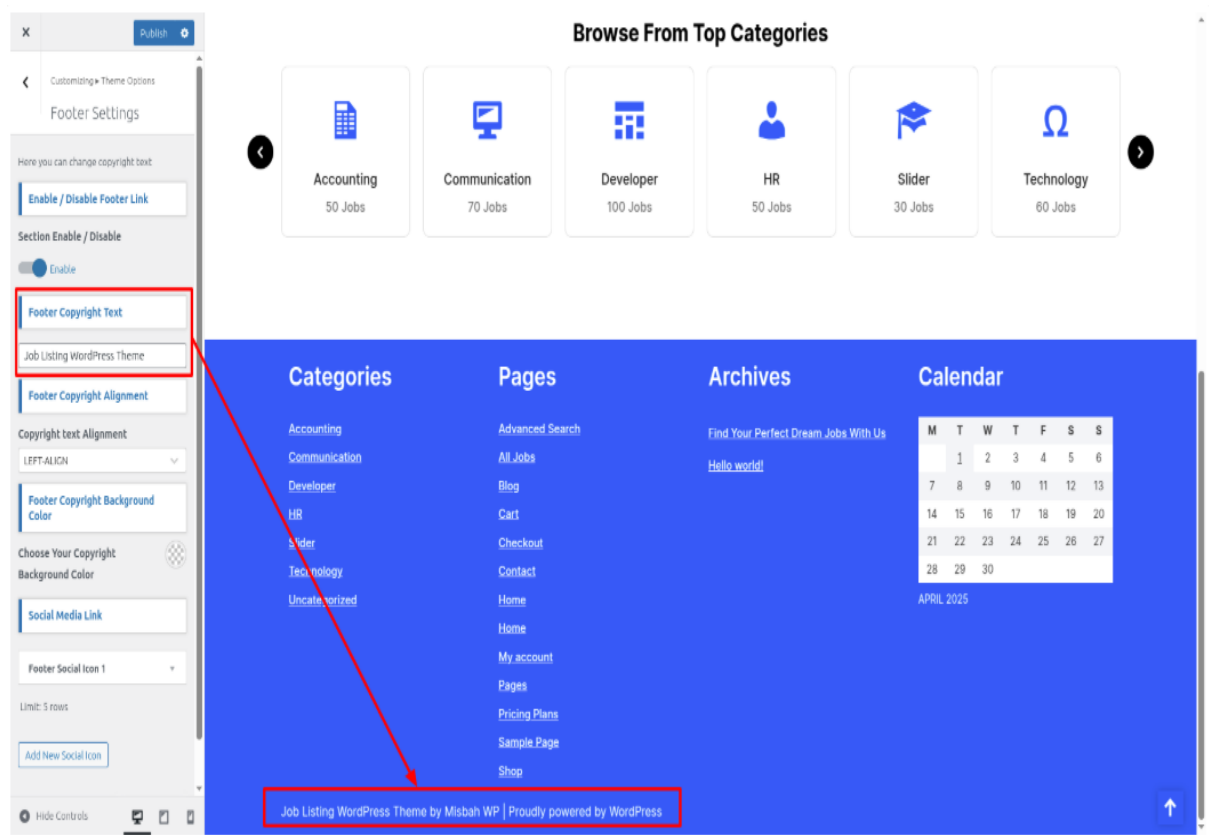 Publish
Customizing ▸ Theme Options
Footer Settings
Here you can change copyright text
Enable / Disable Footer Link
Section Enable / Disable
Enable
Footer Copyright Text
Job Listing WordPress Theme
Footer Copyright Alignment
Copyright text Alignment
LEFT-ALIGN
Footer Copyright Background
Color
Choose Your Copyright
Background Color
Social Media Link
Footer Social Icon 1
Limit: 5 rows
Add New Social Icon
Hide Controls
Browse From Top Categories
Accounting
50 Jobs
Communication
70 Jobs
Developer
100 Jobs
HR
50 Jobs
Slider
30 Jobs
Ω
Technology
60 Jobs
Categories
Accounting
Communication
Developer
HR
Slider
Technology
Uncategorized
Pages
Advanced Search
All Jobs
Blog
Cart
Checkout
Contact
Home
Home
My account
Pages
Pricing Plans
Sample Page
Shop
Archives
Find Your Perfect Dream Jobs With Us
Hello world!
Calendar
M T W T F S S
1 2 3 4 5 6
7 8 9 10 11 12 13
14 15 16 17 18 19 20
21 22 23 24 25 26 27
28 29 30
APRIL 2025
Job Listing WordPress Theme by Misbah WP | Proudly powered by WordPress